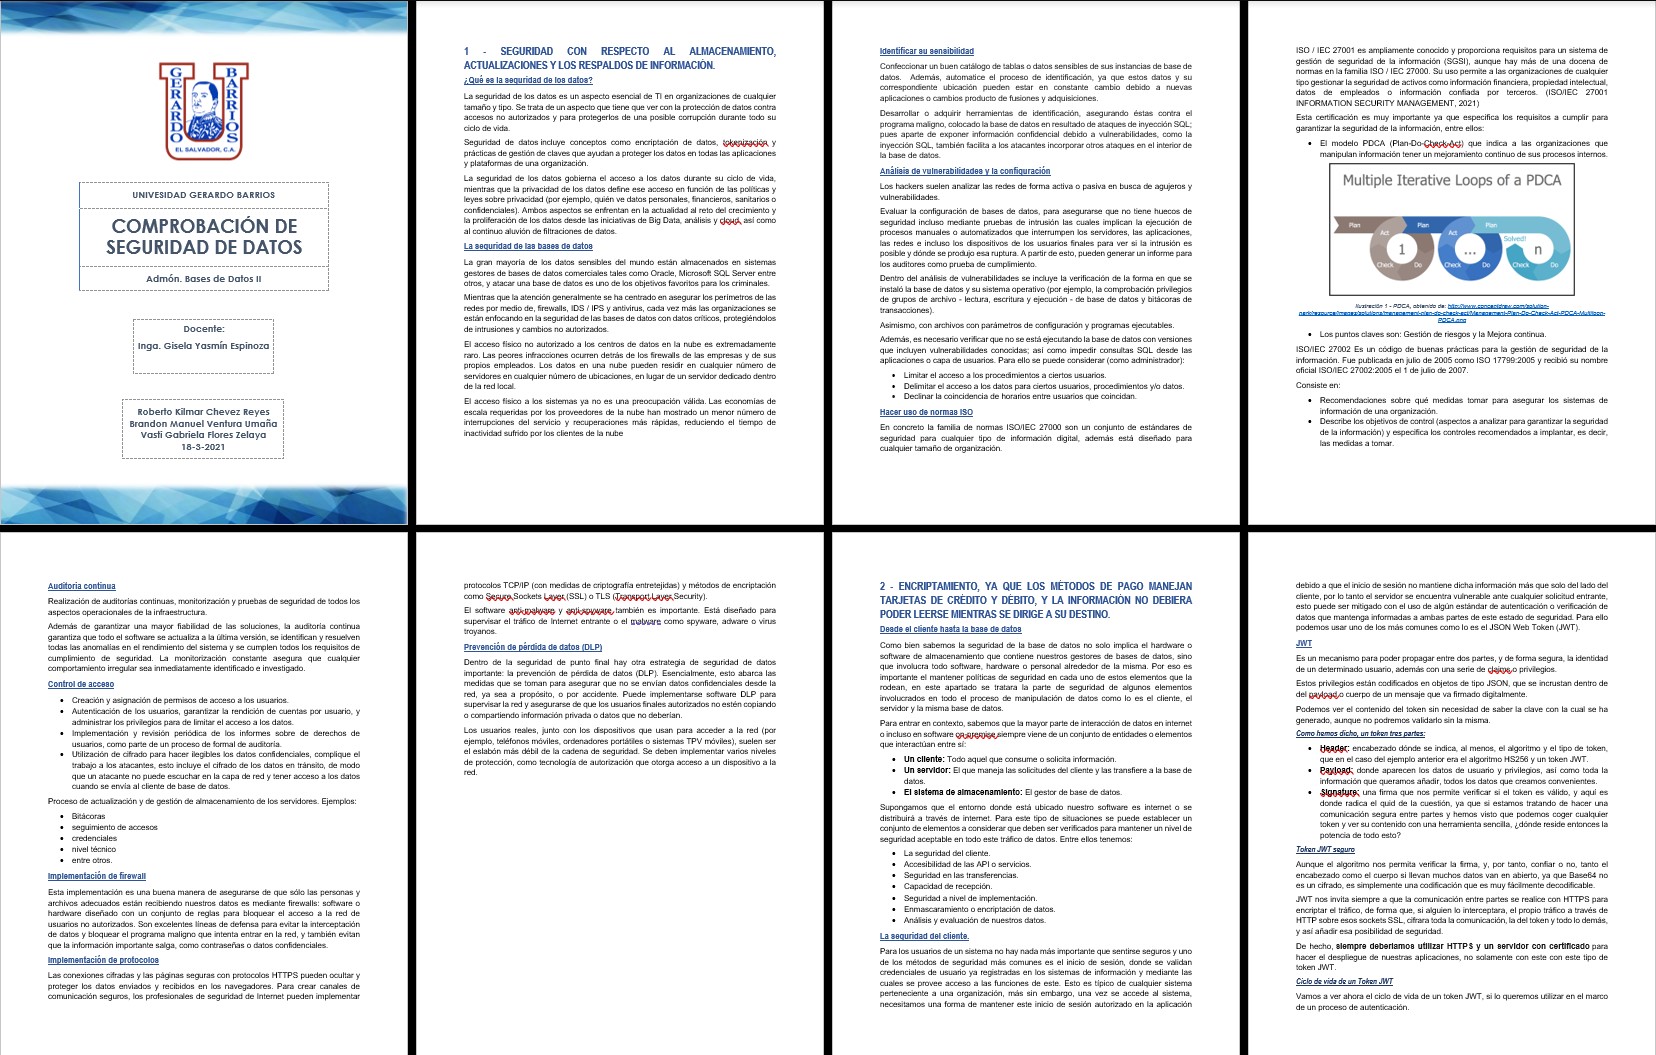 GERARDO
BARRIOS
EL SALVADOR, C.A.
UNIVESIDAD GERARDO BARRIOS
COMPROBACIÓN DE
SEGURIDAD DE DATOS
Admón. Bases de Datos II
Docente:
Inga. Gisela Yasmín Espinoza
Roberto Kilmar Chevez Reyes
Brandon Manuel Ventura Umaña
Vasti Gabriela Flores Zelaya
18-3-2021
1 - SEGURIDAD CON RESPECTO AL ALMACENAMIENTO,
ACTUALIZACIONES Y LOS RESPALDOS DE INFORMACIÓN.
¿Qué es la seguridad de los datos?
La seguridad de los datos es un aspecto esencial de TI en organizaciones de cualquier
tamaño y tipo. Se trata de un aspecto que tiene que ver con la protección de datos contra
accesos no autorizados y para protegerlos de una posible corrupción durante todo su
ciclo de vida.
Seguridad de datos incluye conceptos como encriptación de datos, tokenización y
prácticas de gestión de claves que ayudan a proteger los datos en todas las aplicaciones
y plataformas de una organización.
La seguridad de los datos gobierna el acceso a los datos durante su ciclo de vida,
mientras que la privacidad de los datos define ese acceso en función de las políticas y
leyes sobre privacidad (por ejemplo, quién ve datos personales, financieros, sanitarios o
confidenciales). Ambos aspectos se enfrentan en la actualidad al reto del crecimiento y
la proliferación de los datos desde las iniciativas de Big Data, análisis y cloud, así como
al continuo aluvión de filtraciones de datos.
La seguridad de las bases de datos
La gran mayoría de los datos sensibles del mundo están almacenados en sistemas
gestores de bases de datos comerciales tales como Oracle, Microsoft SQL Server entre
otros, y atacar una base de datos es uno de los objetivos favoritos para los criminales.
Mientras que la atención generalmente se ha centrado en asegurar los perímetros de las
redes por medio de, firewalls, IDS / IPS y antivirus, cada vez más las organizaciones se
están enfocando en la seguridad de las bases de datos con datos críticos, protegiéndolos
de intrusiones y cambios no autorizados.
El acceso físico no autorizado a los centros de datos en la nube es extremadamente
raro. Las peores infracciones ocurren detrás de los firewalls de las empresas y de sus
propios empleados. Los datos en una nube pueden residir en cualquier número de
servidores en cualquier número de ubicaciones, en lugar de un servidor dedicado dentro
de la red local.
El acceso físico a los sistemas ya no es una preocupación válida. Las economías de
escala requeridas por los proveedores de la nube han mostrado un menor número de
interrupciones del servicio y recuperaciones más rápidas, reduciendo el tiempo de
inactividad sufrido por los clientes de la nube
Identificar su sensibilidad
Confeccionar un buen catálogo de tablas o datos sensibles de sus instancias de base de
datos. Además, automatice el proceso de identificación, ya que estos datos y su
correspondiente ubicación pueden estar en constante cambio debido a nuevas
aplicaciones o cambios producto de fusiones y adquisiciones.
Desarrollar o adquirir herramientas de identificación, asegurando éstas contra el
programa maligno, colocado la base de datos en resultado de ataques de inyección SQL;
pues aparte de exponer información confidencial debido a vulnerabilidades, como la
inyección SQL, también facilita a los atacantes incorporar otros ataques en el interior de
la base de datos.
Análisis de vulnerabilidades y la configuración
Los hackers suelen analizar las redes de forma activa o pasiva en busca de agujeros y
vulnerabilidades.
Evaluar la configuración de bases de datos, para asegurarse que no tiene huecos de
seguridad incluso mediante pruebas de intrusión las cuales implican la ejecución de
procesos manuales o automatizados que interrumpen los servidores, las aplicaciones,
las redes e incluso los dispositivos de los usuarios finales para ver si la intrusión es
posible y dónde se produjo esa ruptura. A partir de esto, pueden generar un informe para
los auditores como prueba de cumplimiento.
Dentro del análisis de vulnerabilidades se incluye la verificación de la forma en que se
instaló la base de datos y su sistema operativo (por ejemplo, la comprobación privilegios
de grupos de archivo - lectura, escritura y ejecución - de base de datos y bitácoras de
transacciones).
Asimismo, con archivos con parámetros de configuración y programas ejecutables.
Además, es necesario verificar que no se está ejecutando la base de datos con versiones
que incluyen vulnerabilidades conocidas; así como impedir consultas SQL desde las
aplicaciones o capa de usuarios. Para ello se puede considerar (como administrador):
• Limitar el acceso a los procedimientos a ciertos usuarios.
• Delimitar el acceso a los datos para ciertos usuarios, procedimientos y/o datos.
• Declinar la coincidencia de horarios entre usuarios que coincidan.
Hacer uso de normas ISO
En concreto la familia de normas ISO/IEC 27000 son un conjunto de estándares de
seguridad para cualquier tipo de información digital, además está diseñado para
cualquier tamaño de organización.
ISO / IEC 27001 es ampliamente conocido y proporciona requisitos para un sistema de
gestión de seguridad de la información (SGSI), aunque hay más de una docena de
normas en la familia ISO / IEC 27000. Su uso permite a las organizaciones de cualquier
tipo gestionar la seguridad de activos como información financiera, propiedad intelectual,
datos de empleados o información confiada por terceros. (ISO/IEC 27001
INFORMATION SECURITY MANAGEMENT, 2021)
Esta certificación es muy importante ya que especifica los requisitos a cumplir para
garantizar la seguridad de la información, entre ellos:
• El modelo PDCA (Plan-Do-Check-Act) que indica a las organizaciones que
manipulan información tener un mejoramiento continuo de sus procesos internos.
Multiple Iterative Loops of a PDCA
Plan
Act
Plan
Act
Plan
Solved!
1
...
n
Check
Do
Check
Do
Check
Do
Ilustración 1 - PDCA, obtenido de: http://www.conceptdraw.com/solution-
park/resource/images/solutions/management-plan-do-check-act/Management-Plan-Do-Check-Act-PDCA-Multiloop-
PDCA.png
• Los puntos claves son: Gestión de riesgos y la Mejora continua.
ISO/IEC 27002 Es un código de buenas prácticas para la gestión de seguridad de la
información. Fue publicada en julio de 2005 como ISO 17799:2005 y recibió su nombre
oficial ISO/IEC 27002:2005 el 1 de julio de 2007.
Consiste en:
• Recomendaciones sobre qué medidas tomar para asegurar los sistemas de
información de una organización.
• Describe los objetivos de control (aspectos a analizar para garantizar la seguridad
de la información) y especifica los controles recomendados a implantar, es decir,
las medidas a tomar.
Auditoría continua
Realización de auditorías continuas, monitorización y pruebas de seguridad de todos los
aspectos operacionales de la infraestructura.
Además de garantizar una mayor fiabilidad de las soluciones, la auditoría continua
garantiza que todo el software se actualiza a la última versión, se identifican y resuelven
todas las anomalías en el rendimiento del sistema y se cumplen todos los requisitos de
cumplimiento de seguridad. La monitorización constante asegura que cualquier
comportamiento irregular sea inmediatamente identificado e investigado.
Control de acceso
• Creación y asignación de permisos de acceso a los usuarios.
• Autenticación de los usuarios, garantizar la rendición de cuentas por usuario, y
administrar los privilegios para de limitar el acceso a los datos.
• Implementación y revisión periódica de los informes sobre de derechos de
usuarios, como parte de un proceso de formal de auditoría.
• Utilización de cifrado para hacer ilegibles los datos confidenciales, complique el
trabajo a los atacantes, esto incluye el cifrado de los datos en tránsito, de modo
que un atacante no puede escuchar en la capa de red y tener acceso a los datos
cuando se envía al cliente de base de datos.
Proceso de actualización y de gestión de almacenamiento de los servidores. Ejemplos:
• Bitácoras
• seguimiento de accesos
• credenciales
• nivel técnico
• entre otros.
Implementación de firewall
Esta implementación es una buena manera de asegurarse de que sólo las personas y
archivos adecuados están recibiendo nuestros datos es mediante firewalls: software o
hardware diseñado con un conjunto de reglas para bloquear el acceso a la red de
usuarios no autorizados. Son excelentes líneas de defensa para evitar la interceptación
de datos y bloquear el programa maligno que intenta entrar en la red, y también evitan
que la información importante salga, como contraseñas o datos confidenciales.
Implementación de protocolos
Las conexiones cifradas y las páginas seguras con protocolos HTTPS pueden ocultar y
proteger los datos enviados y recibidos en los navegadores. Para crear canales de
comunicación seguros, los profesionales de seguridad de Internet pueden implementar
protocolos TCP/IP (con medidas de criptografía entretejidas) y métodos de encriptación
como Secure Sockets Layer (SSL) o TLS (Transport Layer Security).
El software anti-malware y anti-spyware también es importante. Está diseñado para
supervisar el tráfico de Internet entrante o el malware como spyware, adware o virus
troyanos.
Prevención de pérdida de datos (DLP)
Dentro de la seguridad de punto final hay otra estrategia de seguridad de datos
importante: la prevención de pérdida de datos (DLP). Esencialmente, esto abarca las
medidas que se toman para asegurar que no se envían datos confidenciales desde la
red, ya sea a propósito, o por accidente. Puede implementarse software DLP para
supervisar la red y asegurarse de que los usuarios finales autorizados no estén copiando
o compartiendo información privada o datos que no deberían.
Los usuarios reales, junto con los dispositivos que usan para acceder a la red (por
ejemplo, teléfonos móviles, ordenadores portátiles o sistemas TPV móviles), suelen ser
el eslabón más débil de la cadena de seguridad. Se deben implementar varios niveles
de protección, como tecnología de autorización que otorga acceso a un dispositivo a la
red.
2 - ENCRIPTAMIENTO, YA QUE LOS MÉTODOS DE PAGO MANEJAN
TARJETAS DE CRÉDITO Y DÉBITO, Y LA INFORMACIÓN NO DEBIERA
PODER LEERSE MIENTRAS SE DIRIGE A SU DESTINO.
Desde el cliente hasta la base de datos
Como bien sabemos la seguridad de la base de datos no solo implica el hardware o
software de almacenamiento que contiene nuestros gestores de bases de datos, sino
que involucra todo software, hardware o personal alrededor de la misma. Por eso es
importante el mantener políticas de seguridad en cada uno de estos elementos que la
rodean, en este apartado se tratara la parte de seguridad de algunos elementos
involucrados en todo el proceso de manipulación de datos como lo es el cliente, el
servidor y la misma base de datos.
Para entrar en contexto, sabemos que la mayor parte de interacción de datos en internet
o incluso en software on premise siempre viene de un conjunto de entidades o elementos
que interactúan entre sí:
• Un cliente: Todo aquel que consume o solicita información.
• Un servidor: El que maneja las solicitudes del cliente y las transfiere a la base de
datos.
• El sistema de almacenamiento: El gestor de base de datos.
Supongamos que el entorno donde está ubicado nuestro software es internet o se
distribuirá a través de internet. Para este tipo de situaciones se puede establecer un
conjunto de elementos a considerar que deben ser verificados para mantener un nivel de
seguridad aceptable en todo este tráfico de datos. Entre ellos tenemos:
• La seguridad del cliente.
• Accesibilidad de las API o servicios.
• Seguridad en las transferencias.
• Capacidad de recepción.
• Seguridad a nivel de implementación.
• Enmascaramiento o encriptación de datos.
• Análisis y evaluación de nuestros datos.
La seguridad del cliente.
Para los usuarios de un sistema no hay nada más importante que sentirse seguros y uno
de los métodos de seguridad más comunes es el inicio de sesión, donde se validan
credenciales de usuario ya registradas en los sistemas de información y mediante las
cuales se provee acceso a las funciones de este. Esto es típico de cualquier sistema
perteneciente a una organización, más sin embargo, una vez se accede al sistema,
necesitamos una forma de mantener este inicio de sesión autorizado en la aplicación
debido a que el inicio de sesión no mantiene dicha información más que solo del lado del
cliente, por lo tanto el servidor se encuentra vulnerable ante cualquier solicitud entrante,
esto puede ser mitigado con el uso de algún estándar de autenticación o verificación de
datos que mantenga informadas a ambas partes de este estado de seguridad. Para ello
podemos usar uno de los más comunes como lo es el JSON Web Token (JWT).
JWT
Es un mecanismo para poder propagar entre dos partes, y de forma segura, la identidad
de un determinado usuario, además con una serie de claims o privilegios.
Estos privilegios están codificados en objetos de tipo JSON, que se incrustan dentro de
del payload o cuerpo de un mensaje que va firmado digitalmente.
Podemos ver el contenido del token sin necesidad de saber la clave con la cual se ha
generado, aunque no podremos validarlo sin la misma.
Como hemos dicho, un token tres partes:
• Header: encabezado dónde se indica, al menos, el algoritmo y el tipo de token,
que en el caso del ejemplo anterior era el algoritmo HS256 y un token JWT.
• Payload: donde aparecen los datos de usuario y privilegios, así como toda la
información que queramos añadir, todos los datos que creamos convenientes.
• Signature: una firma que nos permite verificar si el token es válido, y aquí es
donde radica el quid de la cuestión, ya que si estamos tratando de hacer una
comunicación segura entre partes y hemos visto que podemos coger cualquier
token y ver su contenido con una herramienta sencilla, ¿dónde reside entonces la
potencia de todo esto?
Token JWT seguro
Aunque el algoritmo nos permita verificar la firma, y, por tanto, confiar o no, tanto el
encabezado como el cuerpo si llevan muchos datos van en abierto, ya que Base64 no
es un cifrado, es simplemente una codificación que es muy fácilmente decodificable.
JWT nos invita siempre a que la comunicación entre partes se realice con HTTPS para
encriptar el tráfico, de forma que, si alguien lo interceptara, el propio tráfico a través de
HTTP sobre esos sockets SSL, cifrara toda la comunicación, la del token y todo lo demás,
y así añadir esa posibilidad de seguridad.
De hecho, siempre deberíamos utilizar HTTPS y un servidor con certificado para
hacer el despliegue de nuestras aplicaciones, no solamente con este con este tipo de
token JWT.
Ciclo de vida de un Token JWT
Vamos a ver ahora el ciclo de vida de un token JWT, si lo queremos utilizar en el marco
de un proceso de autenticación.